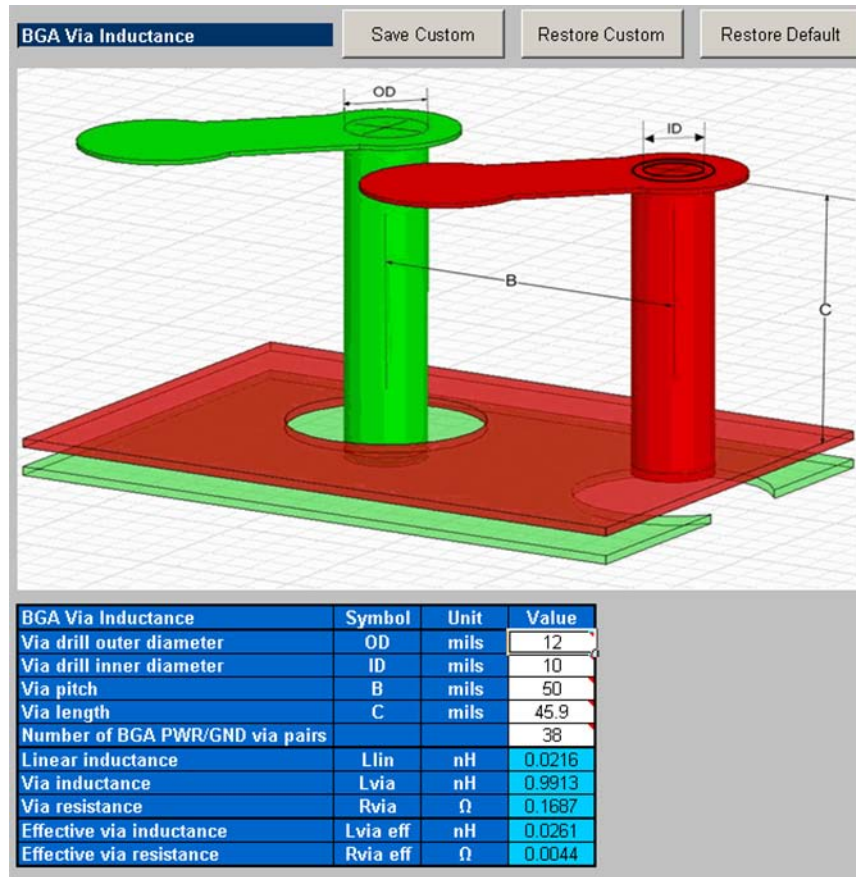 BGA Via Inductance Save Custom Restore Custom Restore Default
OD
ID
B
C
BGA Via Inductance Symbol Unit Value
Via drill outer diameter OD mils 12
Via drill inner diameter ID mils 10
Via pitch B mils 50
Via length C mils 45.9
Number of BGA PWR/GND via pairs 38
Linear inductance Llin nH 0.0216
Via inductance Lvia nH 0.9913
Via resistance Rvia Ω 0.1687
Effective via inductance Lvia eff nH 0.0261
Effective via resistance Rvia eff Ω 0.0044